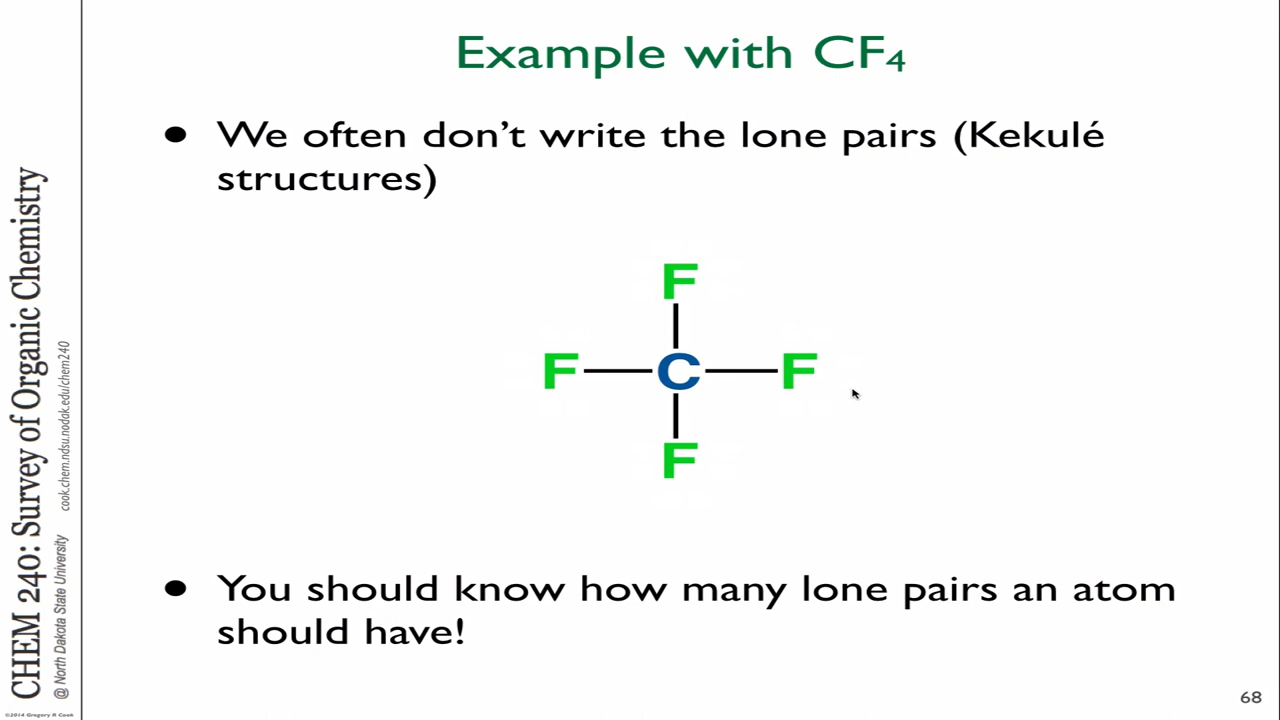 Example with CF₄
• We often don't write the lone pairs (Kekulé
structures)
F
F C F
F
• You should know how many lone pairs an atom
should have!
CHEM 240: Survey of Organic Chemistry
@ North Dakota State University cook.chem.ndsu.nodak.edu/chem240
©2014 Gregory R Cook
68